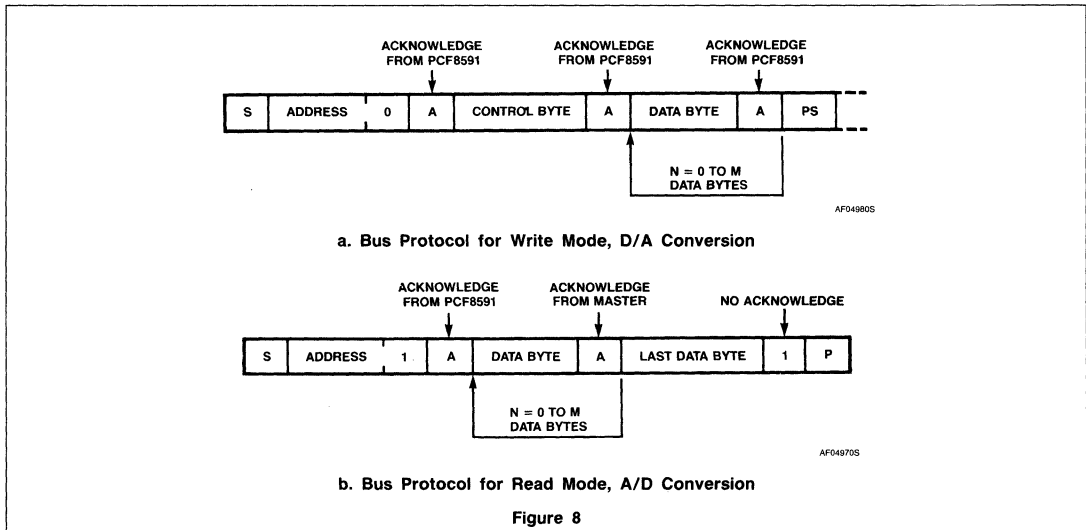 ACKNOWLEDGE FROM PCF8591
ACKNOWLEDGE FROM PCF8591
ACKNOWLEDGE FROM PCF8591
S ADDRESS 0 A CONTROL BYTE A DATA BYTE A PS
N = 0 TO M
DATA BYTES
AF04980S
a. Bus Protocol for Write Mode, D/A Conversion
ACKNOWLEDGE FROM PCF8591
ACKNOWLEDGE FROM MASTER
NO ACKNOWLEDGE
S ADDRESS 1 A DATA BYTE A LAST DATA BYTE 1 P
N = 0 TO M
DATA BYTES
AF04970S
b. Bus Protocol for Read Mode, A/D Conversion
Figure 8